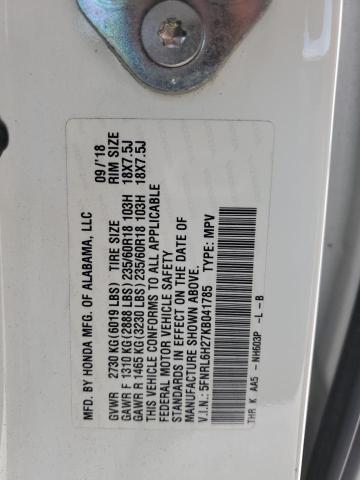 MFD. BY HONDA MFG. OF ALABAMA, LLC 09/'18
GVWR 2730 KG(6019 LBS) TIRE SIZE RIM SIZE
GAWR F 1310 KG(2888 LBS) 235/60R18 103H 18X7.5J
GAWR R 1465 KG(3230 LBS) 235/60R18 103H 18X7.5J
THIS VEHICLE CONFORMS TO ALL APPLICABLE
FEDERAL MOTOR VEHICLE SAFETY
STANDARDS IN EFFECT ON THE DATE OF
MANUFACTURE SHOWN ABOVE.
V.I.N.: 5FNRL6H27KB041785 TYPE: MPV
THR K AA5 - NH603P -L -B